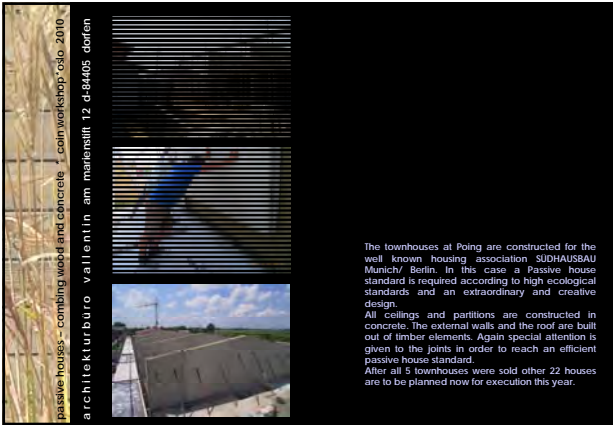 passive houses – combing wood and concrete * coin workshop*oslo 2010
architekturbüro vallentin am marienstift 12 d-84405 dorfen
The townhouses at Poing are constructed for the
well known housing association SÜDHAUSBAU
Munich/ Berlin. In this case a Passive house
standard is required according to high ecological
standards and an extraordinary and creative
design.
All ceilings and partitions are constructed in
concrete. The external walls and the roof are built
out of timber elements. Again special attention is
given to the joints in order to reach an efficient
passive house standard.
After all 5 townhouses were sold other 22 houses
are to be planned now for execution this year.